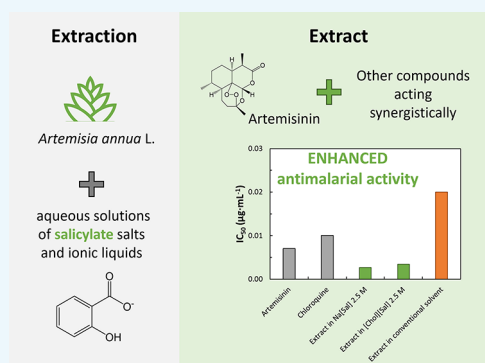 Extraction
Artemisia annua L.
aqueous solutions
of salicylate salts
and ionic liquids
O
O-
OH
Extract
H
O
O
O
O
H
H
O
Artemisinin
Other compounds
acting
synergistically
ENHANCED
antimalarial activity
IC50 (µg·mL-1)
0.03
0.02
0.01
0.00
Artemisinin
Chloroquine
Extract in Na[Sal] 2.5 M
Extract in [Chol][Sal] 2.5 M
Extract in conventional solvent